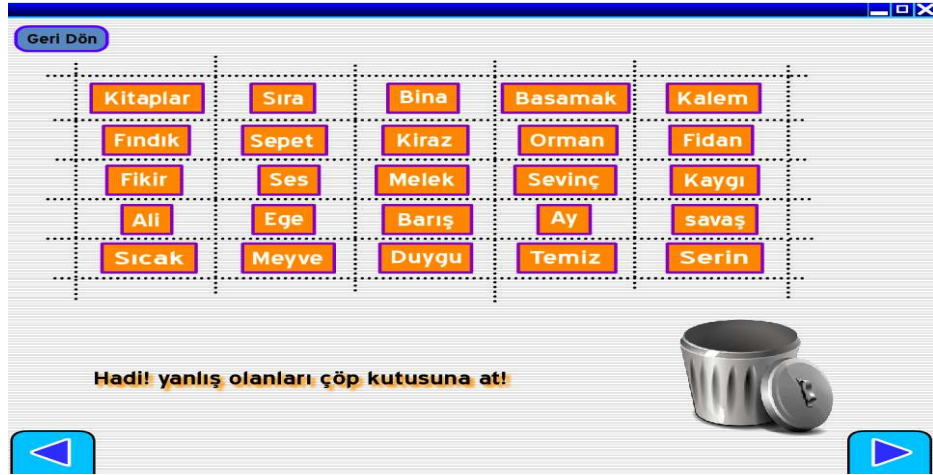 Geri Dön
Kitaplar Sıra Bina Basamak Kalem
Fındık Sepet Kiraz Orman Fidan
Fikir Ses Melek Sevinç Kaygı
Ali Ege Barış Ay savaş
Sıcak Meyve Duygu Temiz Serin
Hadi! yanlış olanları çöp kutusuna at!